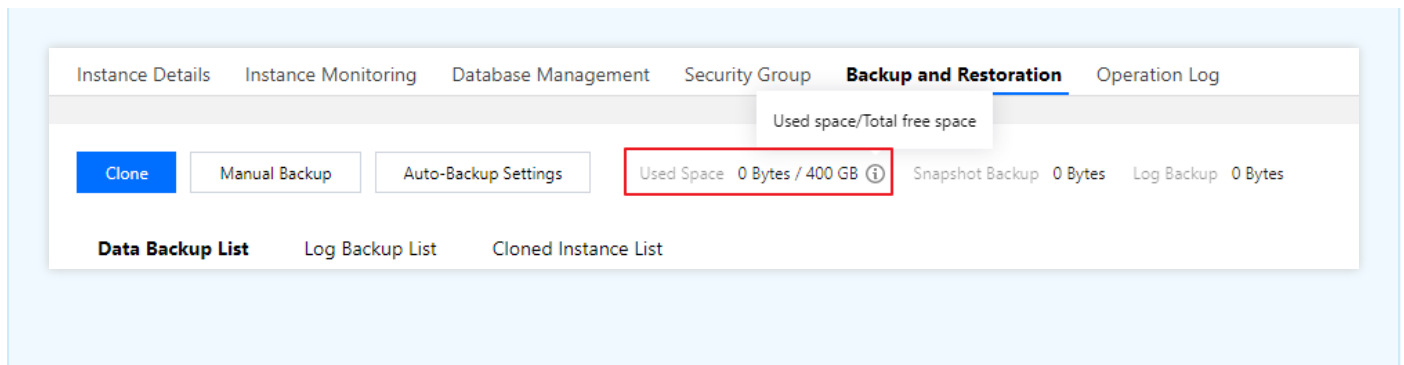 Instance Details Instance Monitoring Database Management Security Group Backup and Restoration Operation Log
Used space/Total free space
Clone Manual Backup Auto-Backup Settings Used Space 0 Bytes / 400 GB Snapshot Backup 0 Bytes Log Backup 0 Bytes
Data Backup List Log Backup List Cloned Instance List